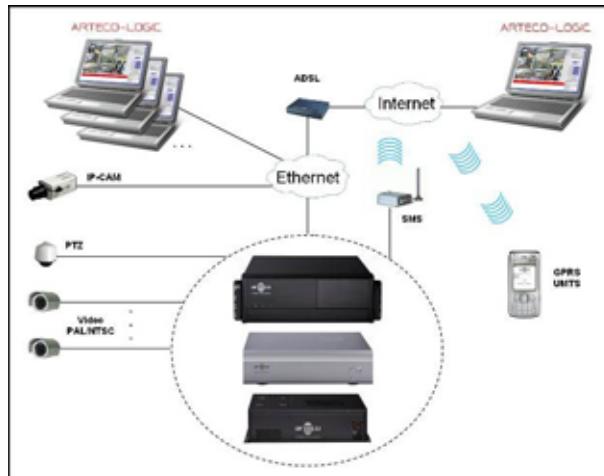 ARTECO-LOGIC
ARTECO-LOGIC
ADSL
Internet
IP-CAM
Ethernet
SMS
PTZ
GPRS
UMTS
Video
PAL/NTSC